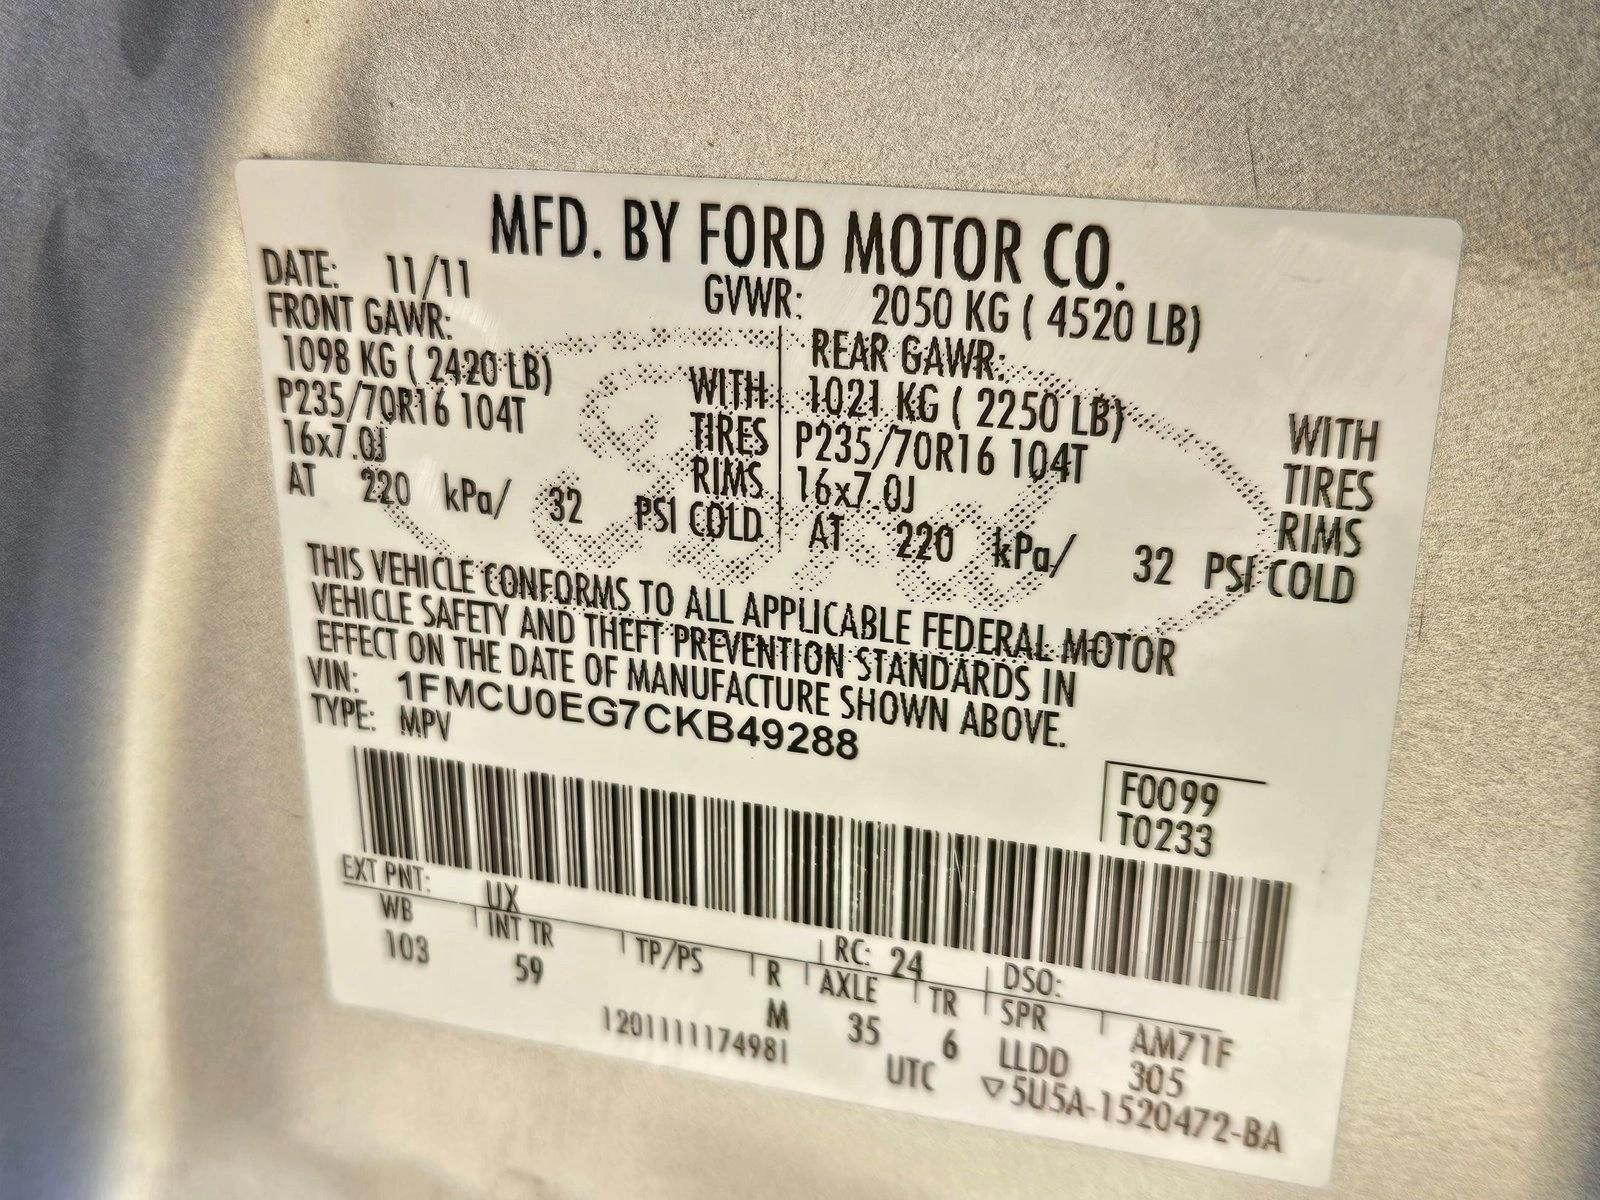 MFD. BY FORD MOTOR CO.
DATE: 11/11 GVWR: 2050 KG ( 4520 LB)
FRONT GAWR: REAR GAWR:
1098 KG ( 2420 LB) WITH 1021 KG ( 2250 LB) WITH
P235/70R16 104T TIRES P235/70R16 104T TIRES
16x7.0J RIMS 16x7.0J RIMS
AT 220 kPa/ 32 PSI COLD AT 220 kPa/ 32 PSI COLD
THIS VEHICLE CONFORMS TO ALL APPLICABLE FEDERAL MOTOR
VEHICLE SAFETY AND THEFT PREVENTION STANDARDS IN
EFFECT ON THE DATE OF MANUFACTURE SHOWN ABOVE.
VIN: 1FMCU0EG7CKB49288
TYPE: MPV
F0099
T0233
EXT PNT: UX RC: 24 DSO:
WB INT TR TP/PS R AXLE TR SPR AM71F
103 59 M 35 6 LLDD 305
1201111174981 UTC ▽5U5A-1520472-BA
Ford